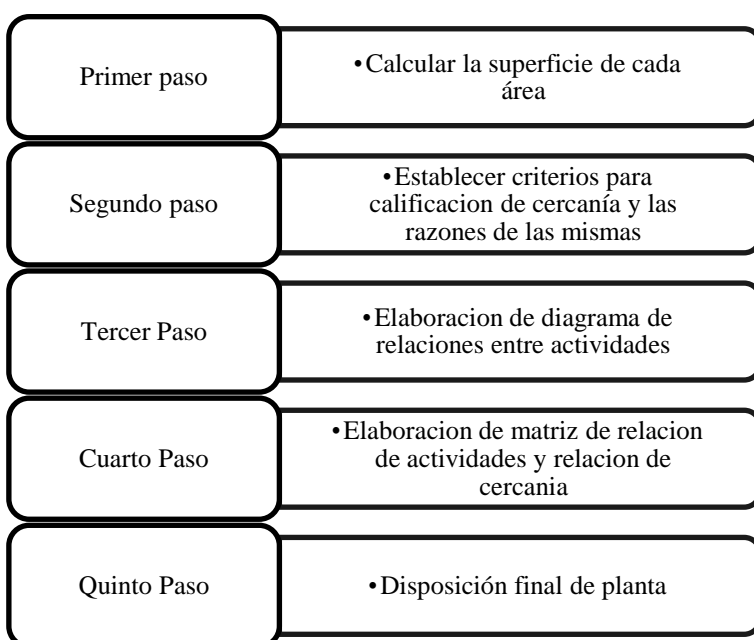 Primer paso
•Calcular la superficie de cada
área
Segundo paso
•Establecer criterios para
calificacion de cercanía y las
razones de las mismas
Tercer Paso
•Elaboracion de diagrama de
relaciones entre actividades
Cuarto Paso
•Elaboracion de matriz de relacion
de actividades y relacion de
cercania
Quinto Paso
•Disposición final de planta